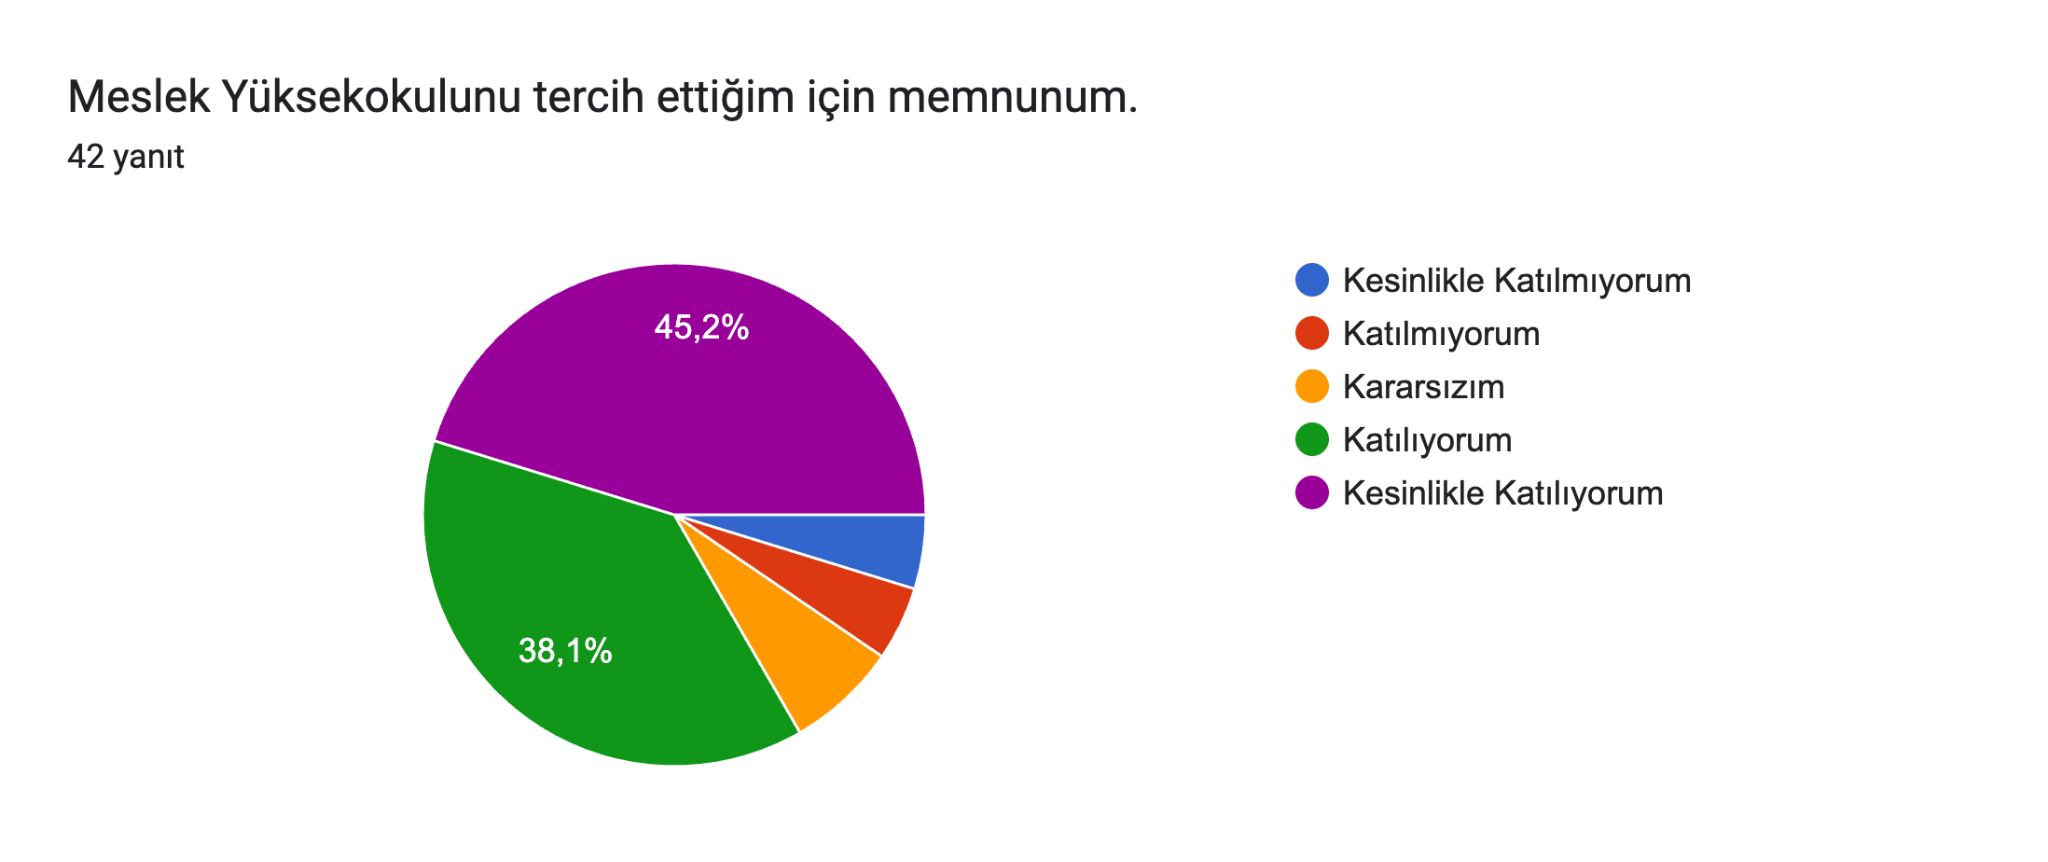 Meslek Yüksekokulunu tercih ettiğim için memnunum.
42 yanıt
45,2%
38,1%
Kesinlikle Katılmıyorum
Katılmıyorum
Kararsızım
Katılıyorum
Kesinlikle Katılıyorum